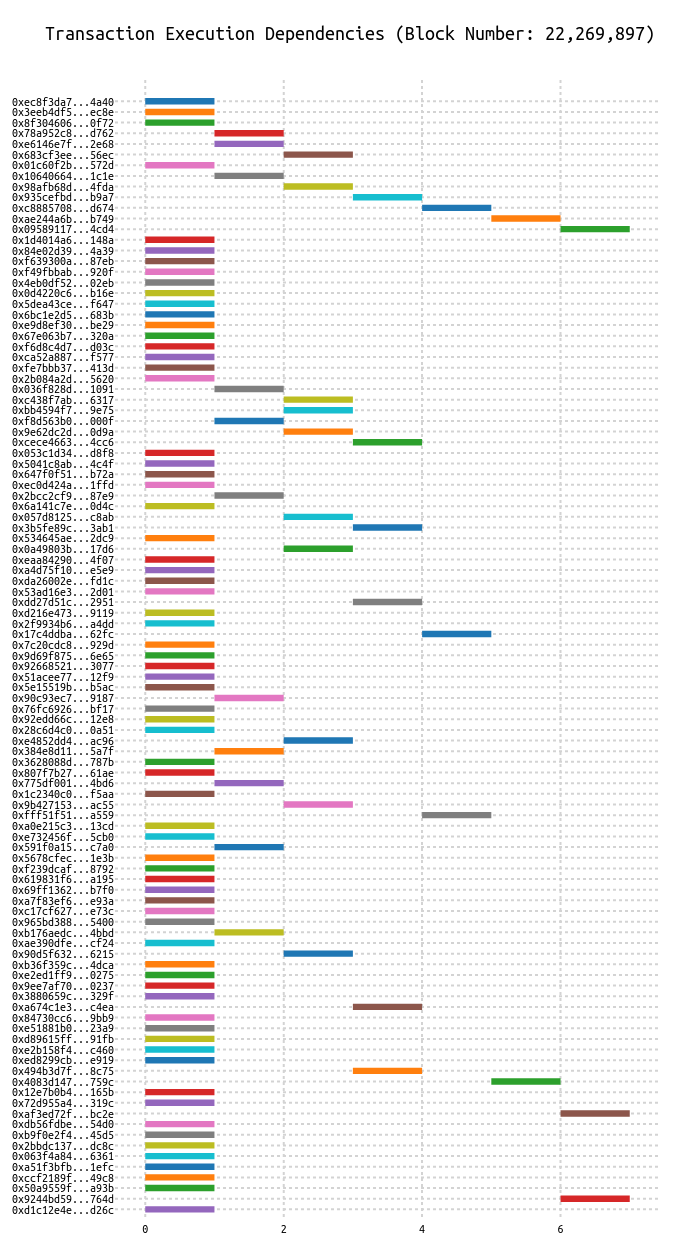 Transaction Execution Dependencies (Block Number: 22,269,897)
0xec8f3da7...4a40
0x3eeb4df5...ec8e
0x8f304606...0f72
0x78a952c8...d762
0xe6146e7f...2e68
0x683cf3ee...56ec
0x01c60f2b...572d
0x10640664...1c1e
0x98afb68d...4fda
0x935cefbd...b9a7
0xc8885708...d674
0xae244a6b...b749
0x09589117...4cd4
0x1d4014a6...148a
0x84e02d39...4a39
0xf639300a...87eb
0xf49fbbab...920f
0x4eb0df52...02eb
0x0d4220c6...b16e
0x5dea43ce...f647
0x6bc1e2d5...683b
0xe9d8ef30...be29
0x67e063b7...320a
0xf6d8c4d7...d03c
0xca52a887...f577
0xfe7bbb37...413d
0x2b084a2d...5620
0x036f828d...1091
0xc438f7ab...6317
0xbb4594f7...9e75
0xf8d563b0...000f
0x9e62dc2d...0d9a
0xcece4663...4cc6
0x053c1d34...d8f8
0x5041c8ab...4c4f
0x647f0f51...b72a
0xec0d424a...1ffd
0x2bcc2cf9...87e9
0x6a141c7e...0d4c
0x057d8125...c8ab
0x3b5fe89c...3ab1
0x534645ae...2dc9
0x0a49803b...17d6
0xeaa84290...4f07
0xa4d75f10...e5e9
0xda26002e...fd1c
0x53ad16e3...2d01
0xdd27d51c...2951
0xd216e473...9119
0x2f9934b6...a4dd
0x17c4ddba...62fc
0x7c20cdc8...929d
0x9d69f875...6e65
0x92668521...3077
0x51acee77...12f9
0x5e15519b...b5ac
0x90c93ec7...9187
0x76fc6926...bf17
0x92edd66c...12e8
0x28c6d4c0...0a51
0xe4852dd4...ac96
0x384e8d11...5a7f
0x3628088d...787b
0x807f7b27...61ae
0x775df001...4bd6
0x1c2340c0...f5aa
0x9b427153...ac55
0xfff51f51...a559
0xa0e215c3...13cd
0xe732456f...5cb0
0x591f0a15...c7a0
0x5678cfec...1e3b
0xf239dcaf...8792
0x619831f6...a195
0x69ff1362...b7f0
0xa7f83ef6...e93a
0xc17cf627...e73c
0x965bd388...5400
0xb176aedc...4bbd
0xae390dfe...cf24
0x90d5f632...6215
0xb36f359c...4dca
0xe2ed1ff9...0275
0x9ee7af70...0237
0x3880659c...329f
0xa674c1e3...c4ea
0x84730cc6...9bb9
0xe51881b0...23a9
0xd89615ff...91fb
0xe2b158f4...c460
0xed8299cb...e919
0x494b3d7f...8c75
0x4083d147...759c
0x12e7b0b4...165b
0x72d955a4...319c
0xaf3ed72f...bc2e
0xdb56fdbe...54d0
0xb9f0e2f4...45d5
0x2bbdc137...dc8c
0x063f4a84...6361
0xa51f3bfb...1efc
0xccf2189f...49c8
0x50a9559f...a93b
0x9244bd59...764d
0xd1c12e4e...d26c
0 2 4 6